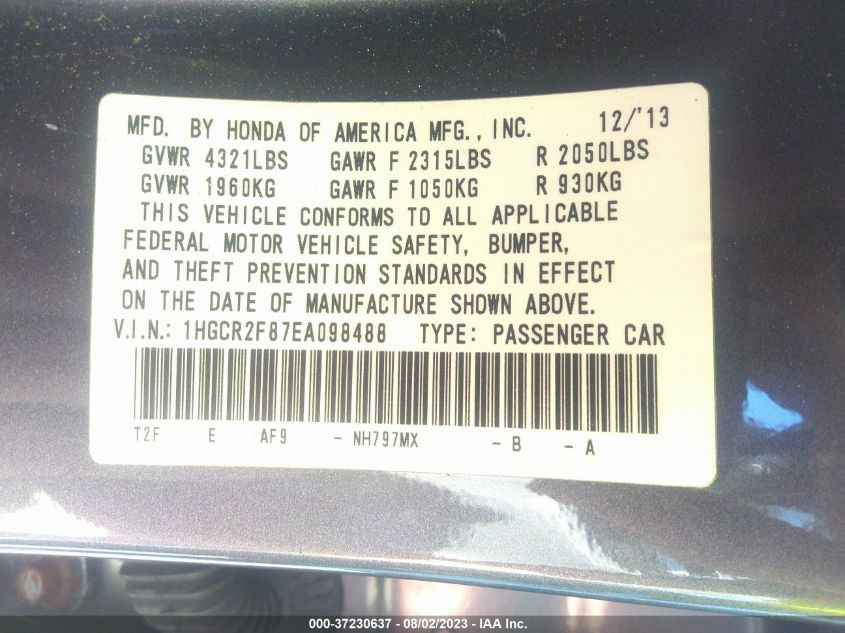 MFD. BY HONDA OF AMERICA MFG., INC. 12/'13
GVWR 4321LBS GAWR F 2315LBS R 2050LBS
GVWR 1960KG GAWR F 1050KG R 930KG
THIS VEHICLE CONFORMS TO ALL APPLICABLE
FEDERAL MOTOR VEHICLE SAFETY, BUMPER,
AND THEFT PREVENTION STANDARDS IN EFFECT
ON THE DATE OF MANUFACTURE SHOWN ABOVE.
V.I.N.: 1HGCR2F87EA098488 TYPE: PASSENGER CAR
T2F E AF9 - NH797MX - B - A
000-37230637 - 08/02/2023 - IAA Inc.